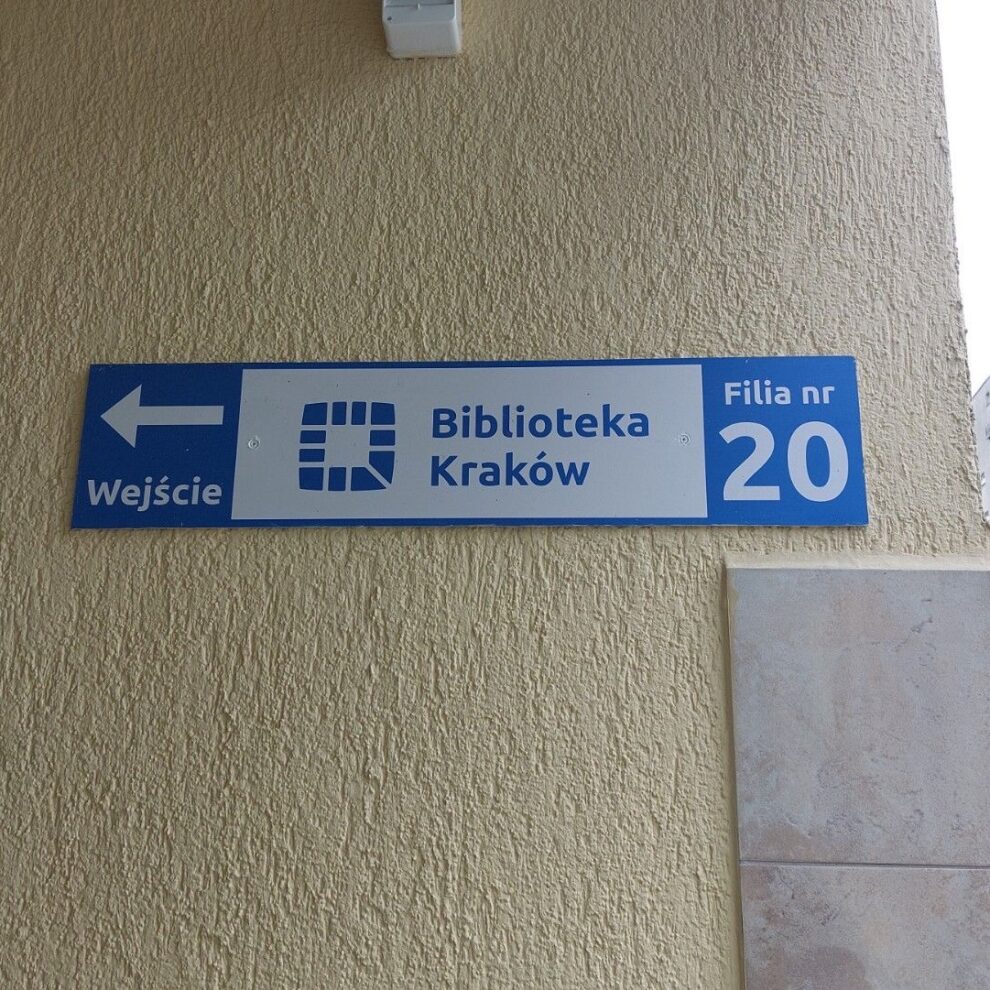 Wejście
Biblioteka
Kraków
Filia nr
20